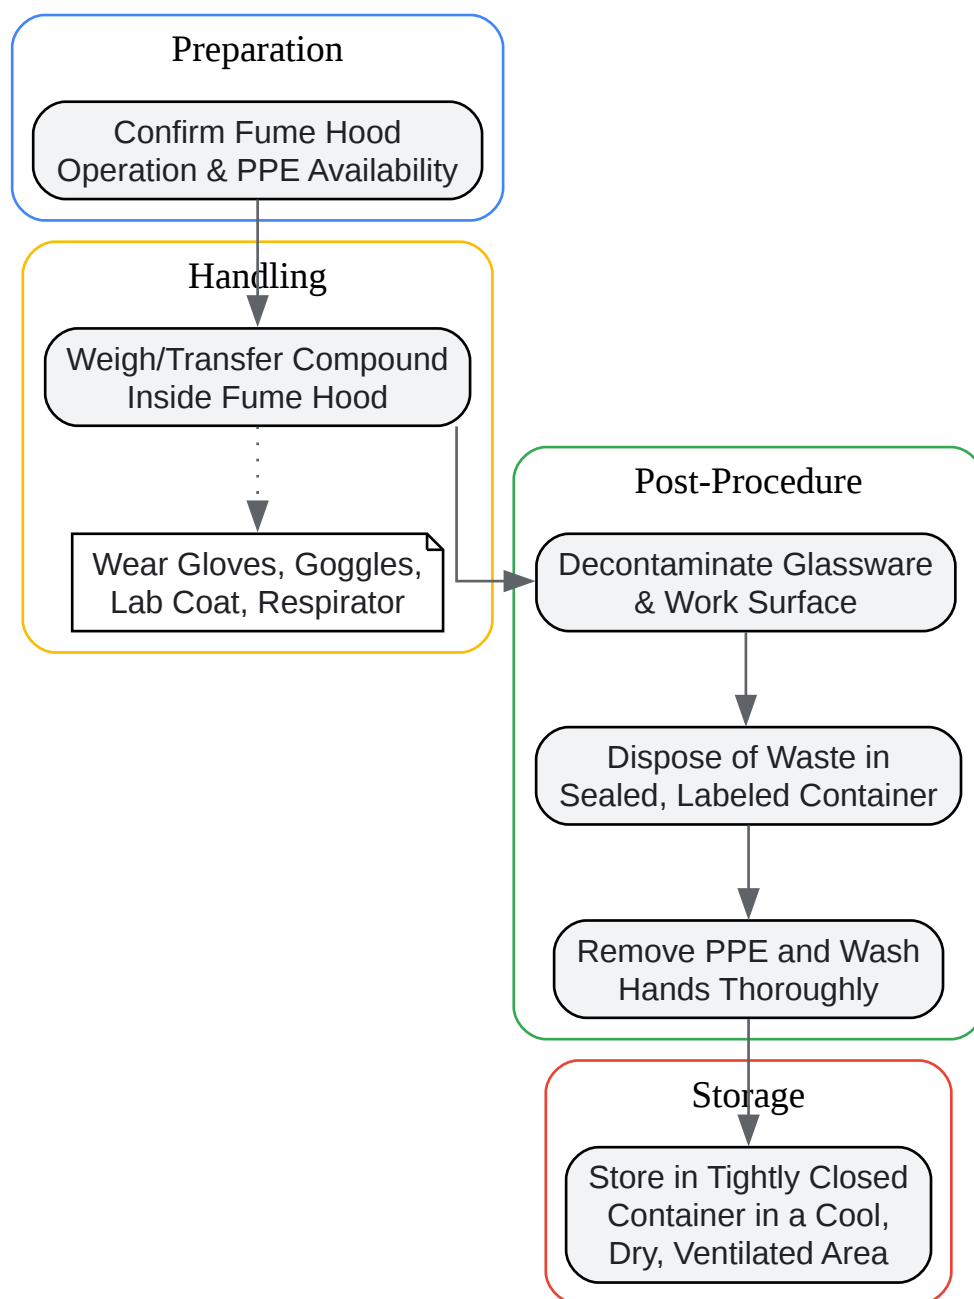 Preparation
Confirm Fume Hood
Operation & PPE Availability
Handling
Weigh/Transfer Compound
Inside Fume Hood
Wear Gloves, Goggles,
Lab Coat, Respirator
Post-Procedure
Decontaminate Glassware
& Work Surface
Dispose of Waste in
Sealed, Labeled Container
Remove PPE and Wash
Hands Thoroughly
Storage
Store in Tightly Closed
Container in a Cool,
Dry, Ventilated Area